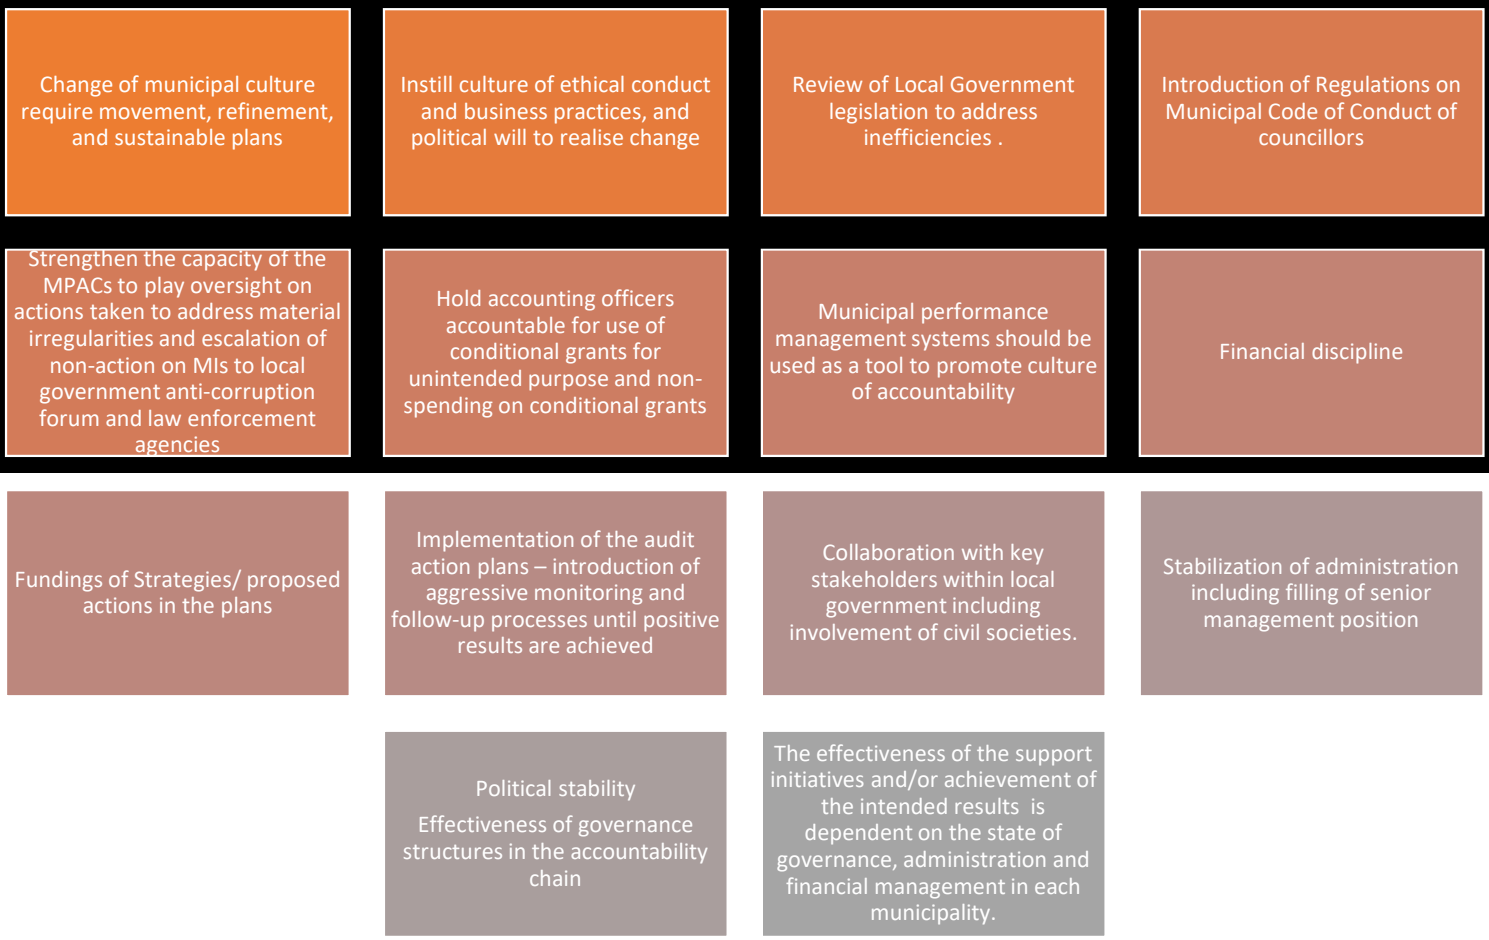 Change of municipal culture
require movement, refinement,
and sustainable plans
Instill culture of ethical conduct
and business practices, and
political will to realise change
Review of Local Government
legislation to address
inefficiencies .
Introduction of Regulations on
Municipal Code of Conduct of
councillors
Strengthen the capacity of the
MPACs to play oversight on
actions taken to address material
irregularities and escalation of
non-action on MIs to local
government anti-corruption
forum and law enforcement
agencies
Hold accounting officers
accountable for use of
conditional grants for
unintended purpose and non-
spending on conditional grants
Municipal performance
management systems should be
used as a tool to promote culture
of accountability
Financial discipline
Fundings of Strategies/ proposed
actions in the plans
Implementation of the audit
action plans – introduction of
aggressive monitoring and
follow-up processes until positive
results are achieved
Collaboration with key
stakeholders within local
government including
involvement of civil societies.
Stabilization of administration
including filling of senior
management position
Political stability
Effectiveness of governance
structures in the accountability
chain
The effectiveness of the support
initiatives and/or achievement of
the intended results  is
dependent on the state of
governance, administration and
financial management in each
municipality.